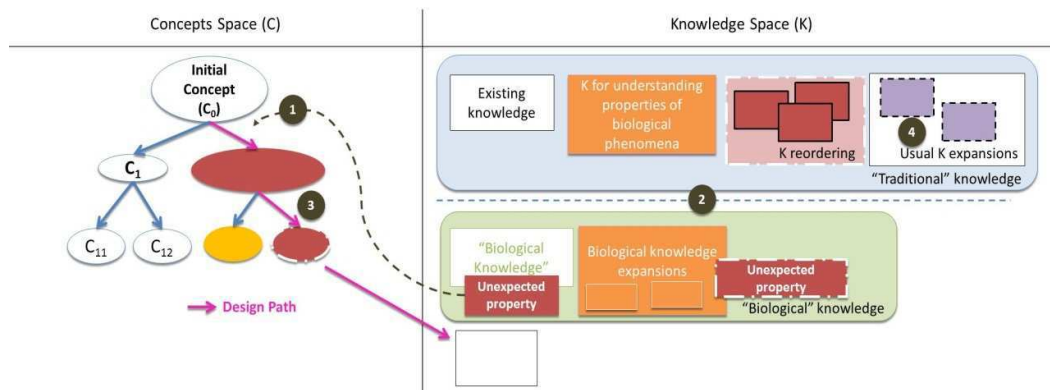 Concepts Space (C)
Knowledge Space (K)
Initial
Concept
(C₀)
1
C₁
3
C₁₁
C₁₂
Design Path
Existing
knowledge
K for understanding
properties of
biological
phenomena
K reordering
4
Usual K expansions
“Traditional” knowledge
2
“Biological
Knowledge”
Unexpected
property
Biological knowledge
expansions
Unexpected
property
“Biological” knowledge